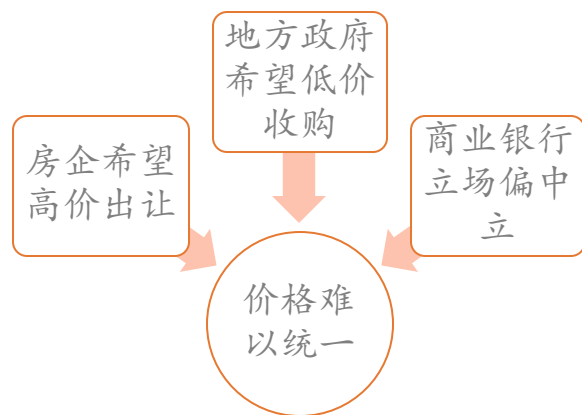 地方政府
希望低价
收购
房企希望
高价出让
商业银行
立场偏中
立
价格难
以统一